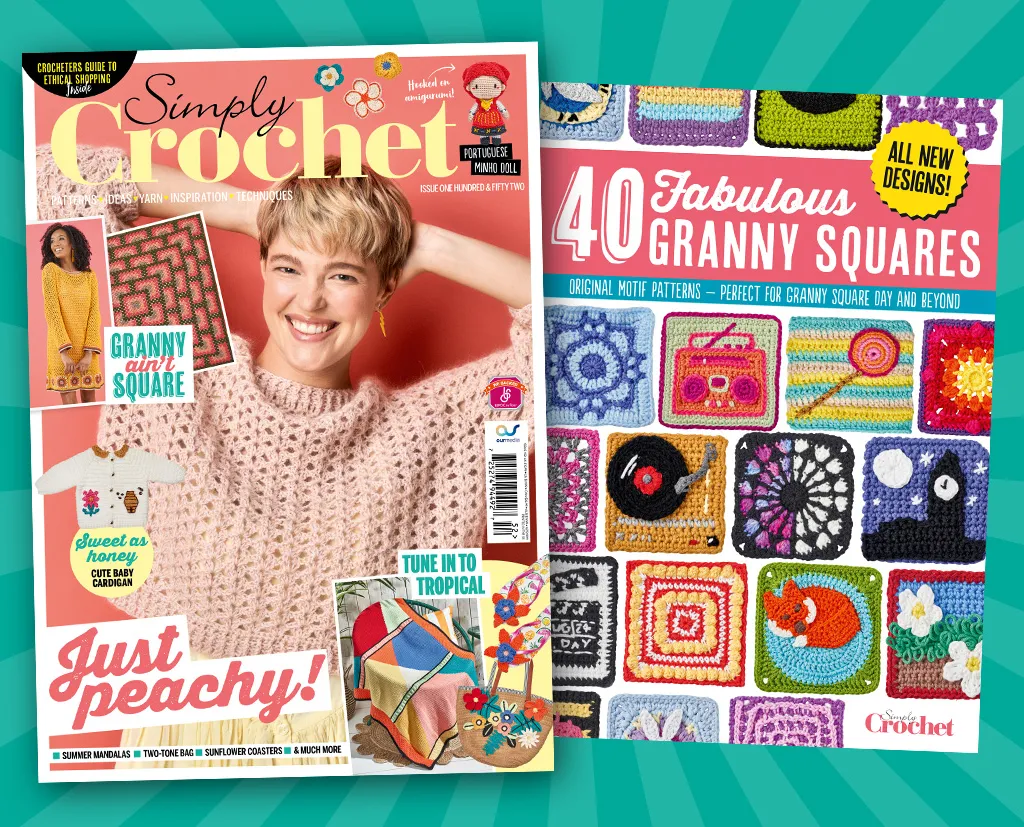 CROCHETERS GUIDE TO
ETHICAL SHOPPING
Inside
Simply
Crochet
Hooked on
amigurumi!
PORTUGUESE
MINHO DOLL
ISSUE ONE HUNDRED & FIFTY TWO
PATTERNS IDEAS YARN INSPIRATION TECHNIQUES
GRANNY
ain't
SQUARE
ourmedia
Sweet as
honey
CUTE BABY
CARDIGAN
TUNE IN TO
TROPICAL
Just
peachy!
SUMMER MANDALAS TWO-TONE BAG SUNFLOWER COASTERS & MUCH MORE
ALL NEW
DESIGNS!
40 Fabulous
GRANNY SQUARES
ORIGINAL MOTIF PATTERNS – PERFECT FOR GRANNY SQUARE DAY AND BEYOND
DAY
Simply
Crochet